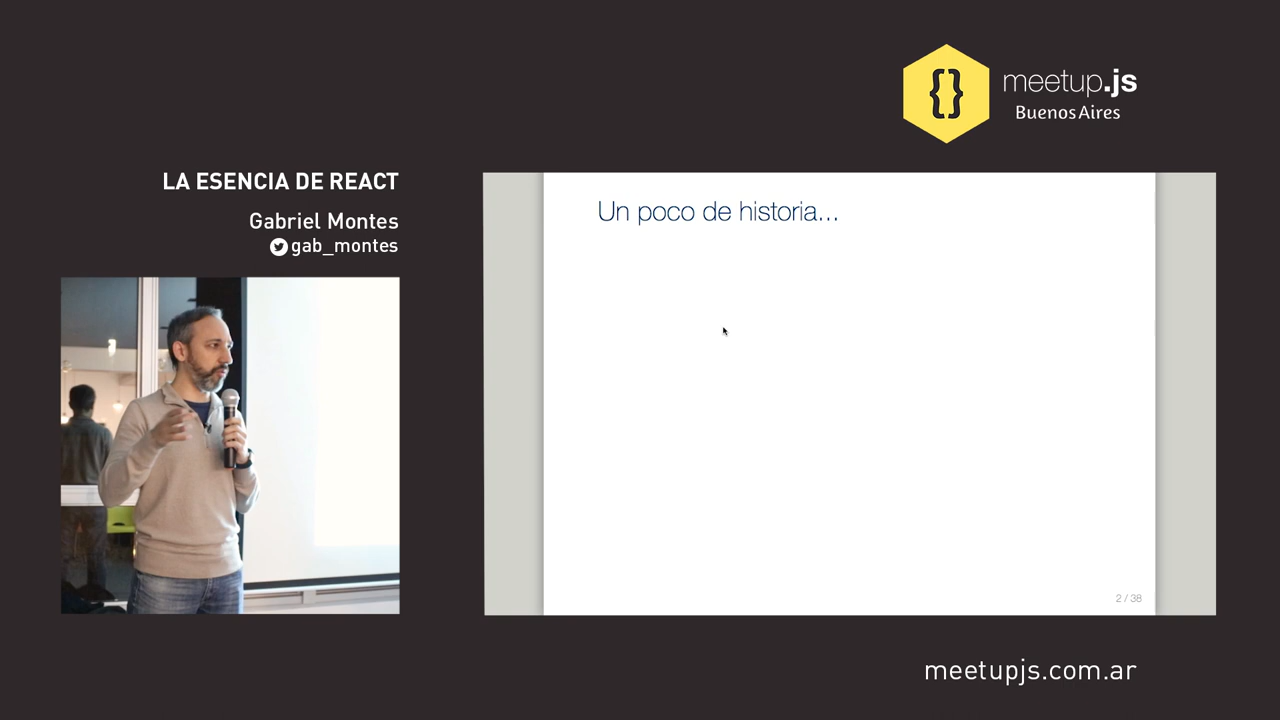 {}
meetup.js
Buenos Aires
LA ESENCIA DE REACT
Gabriel Montes
gab_montes
Un poco de historia...
2 / 38
meetupjs.com.ar